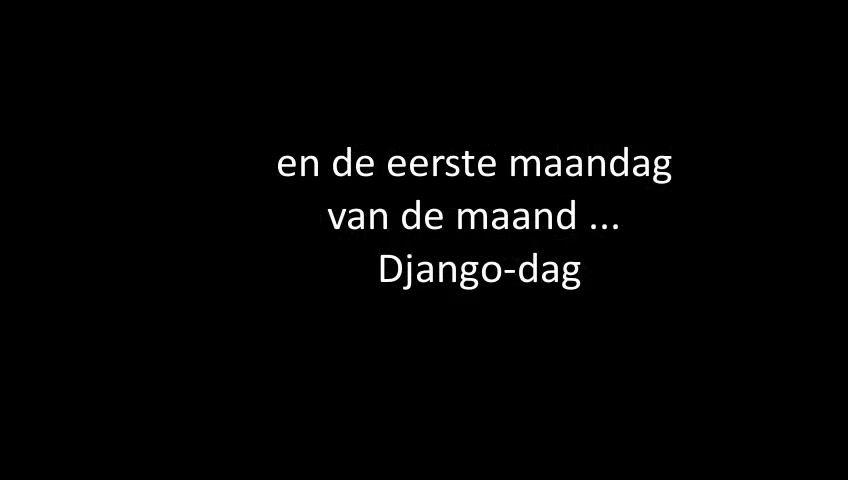 en de eerste maandag
van de maand ...
Django-dag